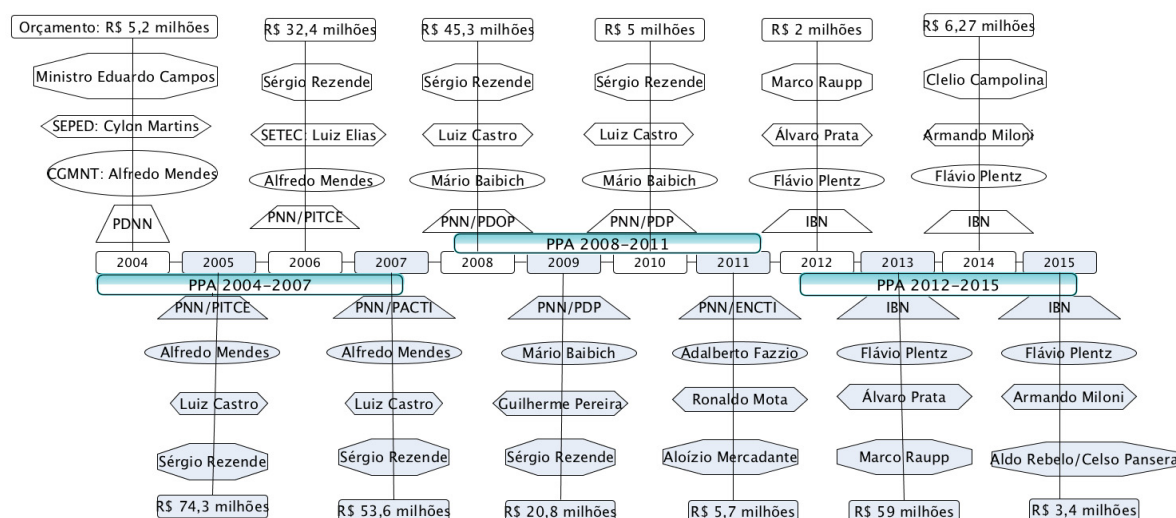 Orçamento: R$ 5,2 milhões
R$ 32,4 milhões
R$ 45,3 milhões
R$ 5 milhões
R$ 2 milhões
R$ 6,27 milhões
Ministro Eduardo Campos
Sérgio Rezende
Sérgio Rezende
Sérgio Rezende
Marco Raupp
Clelio Campolina
SEPED: Cylon Martins
SETEC: Luiz Elias
Luiz Castro
Luiz Castro
Álvaro Prata
Armando Miloni
CGMNT: Alfredo Mendes
Alfredo Mendes
Mário Baibich
Mário Baibich
Flávio Plentz
Flávio Plentz
PDNN
PNN/PITCE
PNN/PDOP
PNN/PDP
IBN
IBN
PPA 2008-2011
2004
2005
2006
2007
2008
2009
2010
2011
2012
2013
2014
2015
PPA 2004-2007
PPA 2012-2015
PNN/PITCE
PNN/PACTI
PNN/PDP
PNN/ENCTI
IBN
IBN
Alfredo Mendes
Alfredo Mendes
Mário Baibich
Adalberto Fazzio
Flávio Plentz
Flávio Plentz
Luiz Castro
Luiz Castro
Guilherme Pereira
Ronaldo Mota
Álvaro Prata
Armando Miloni
Sérgio Rezende
Sérgio Rezende
Sérgio Rezende
Aloízio Mercadante
Marco Raupp
Aldo Rebelo/Celso Pansera
R$ 74,3 milhões
R$ 53,6 milhões
R$ 20,8 milhões
R$ 5,7 milhões
R$ 59 milhões
R$ 3,4 milhões